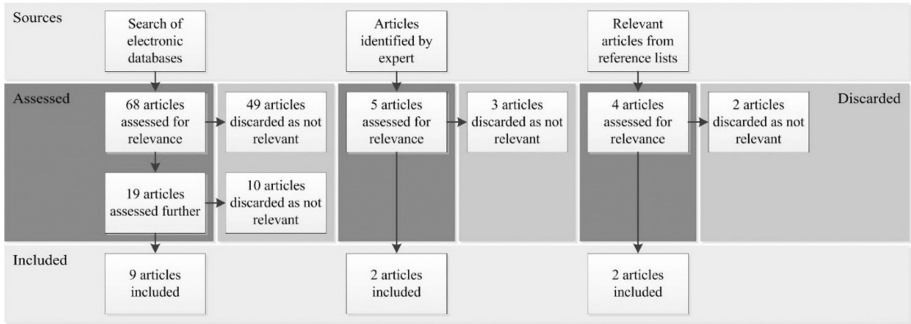 Sources
Search of
electronic
databases
Articles
identified by
expert
Relevant
articles from
reference lists
Assessed
68 articles
assessed for
relevance
49 articles
discarded as not
relevant
5 articles
assessed for
relevance
3 articles
discarded as not
relevant
4 articles
assessed for
relevance
2 articles
discarded as not
relevant
Discarded
19 articles
assessed further
10 articles
discarded as not
relevant
Included
9 articles
included
2 articles
included
2 articles
included